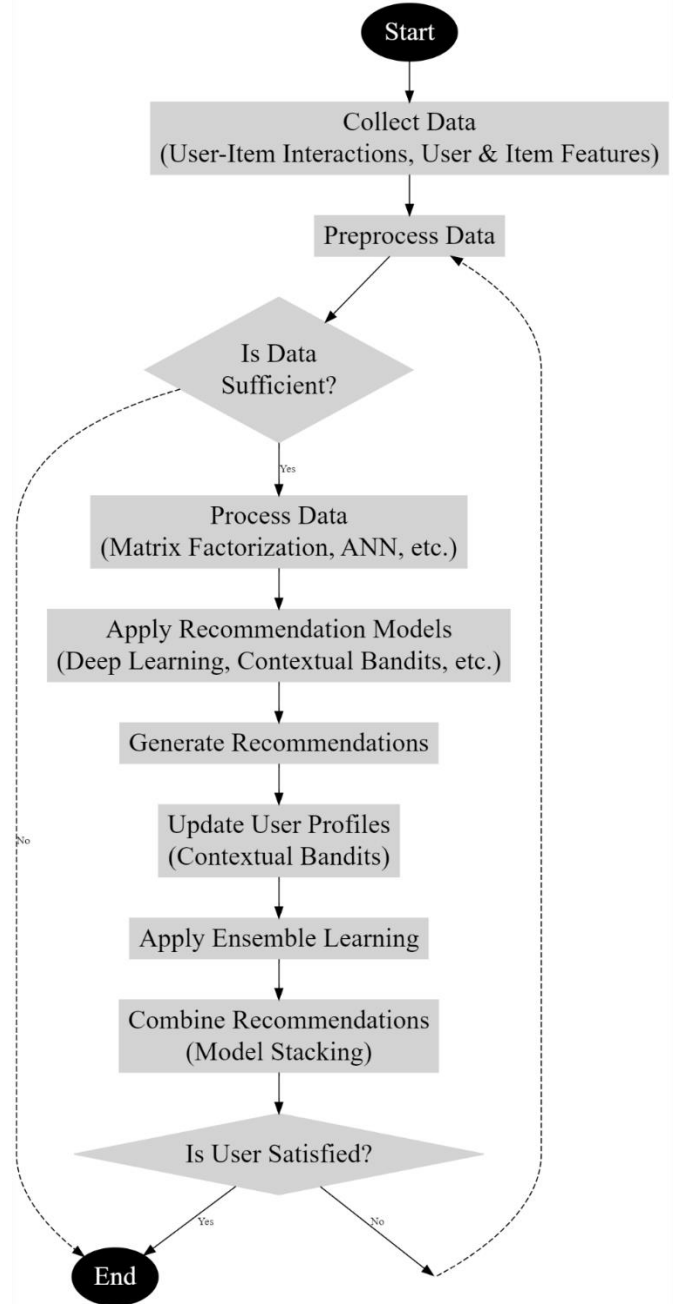 Start
Collect Data
(User-Item Interactions, User & Item Features)
Preprocess Data
Is Data
Sufficient?
Yes
Process Data
(Matrix Factorization, ANN, etc.)
Apply Recommendation Models
(Deep Learning, Contextual Bandits, etc.)
Generate Recommendations
Update User Profiles
(Contextual Bandits)
No
Apply Ensemble Learning
Combine Recommendations
(Model Stacking)
Is User Satisfied?
Yes
No
End